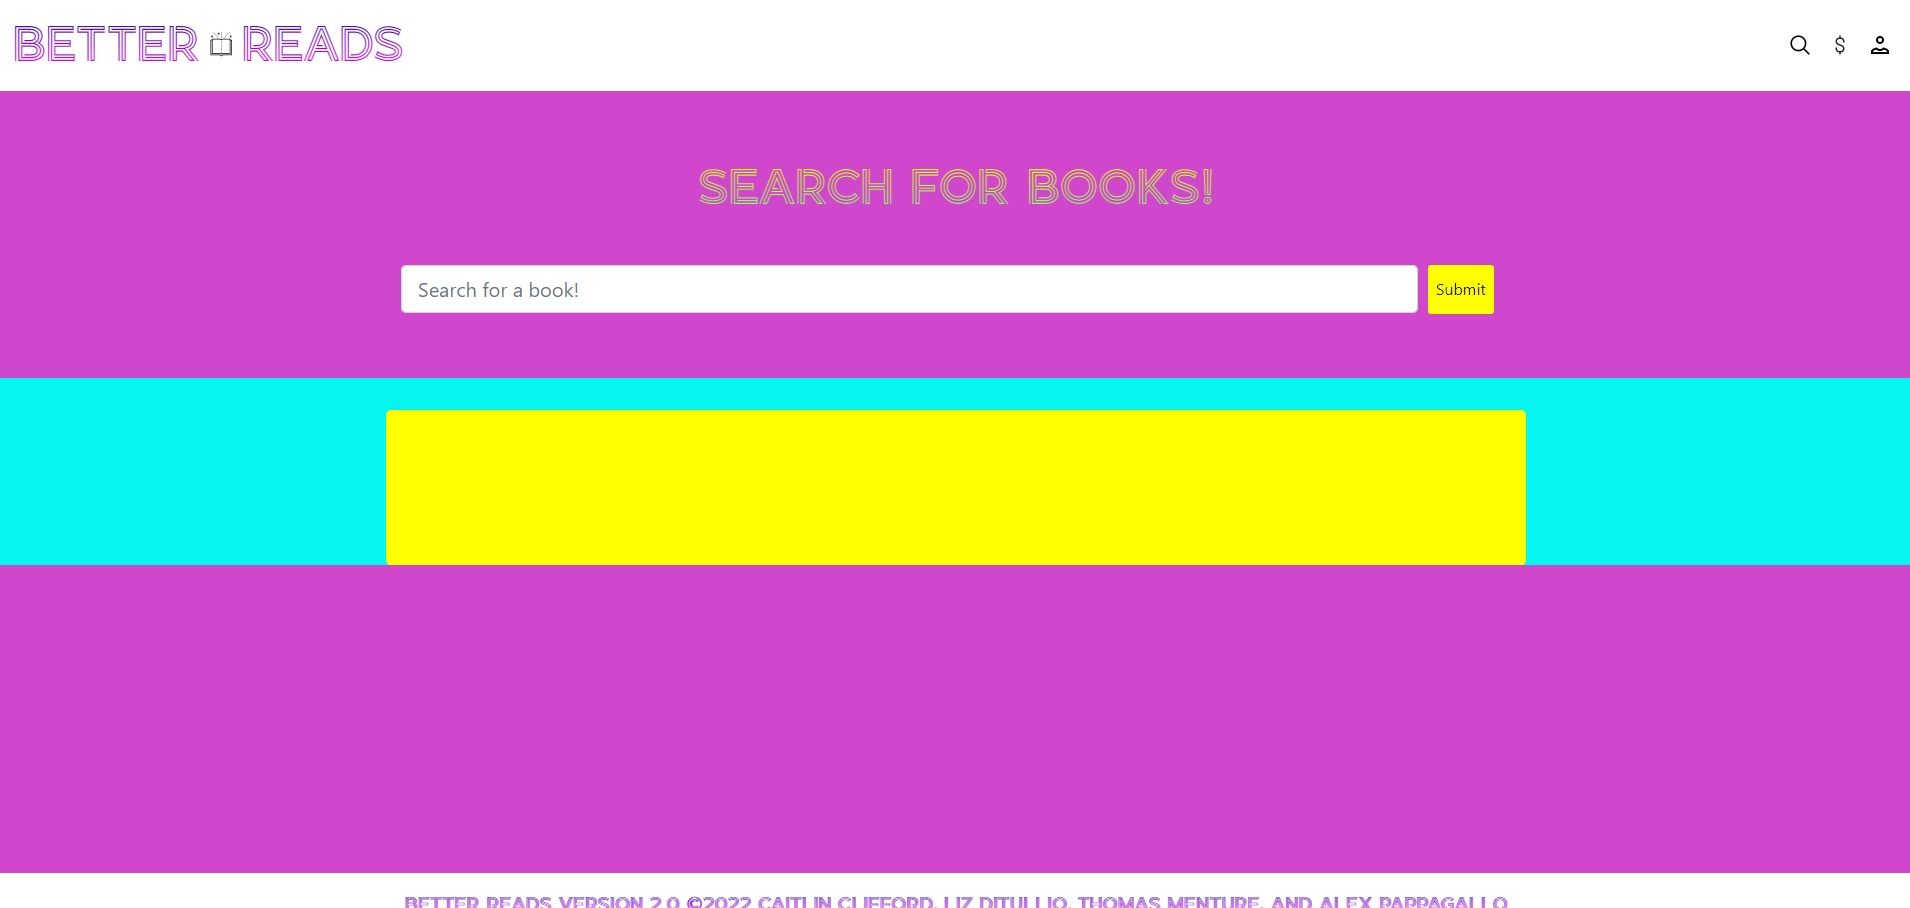 BETTER READS
$
SEARCH FOR BOOKS!
Search for a book!
Submit
BETTER READS VERSION 2.0 ©2022 CAITLIN CLIFFORD, LIZ DITULLIO, THOMAS MENTURE, AND ALEX PAPPAGALLO